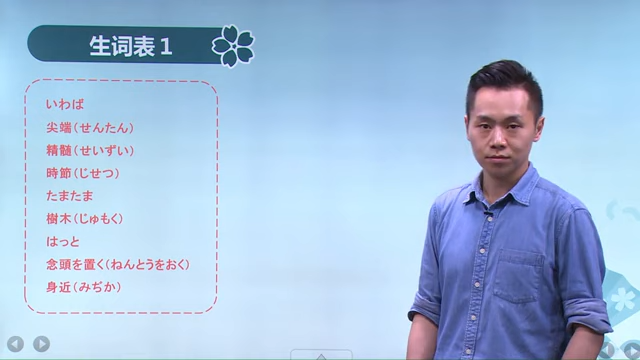 生词表1
いわば
尖端(せんたん)
精髄(せいずい)
時節(じせつ)
たまたま
樹木(じゅもく)
はっと
念頭を置く(ねんとうをおく)
身近(みぢか)